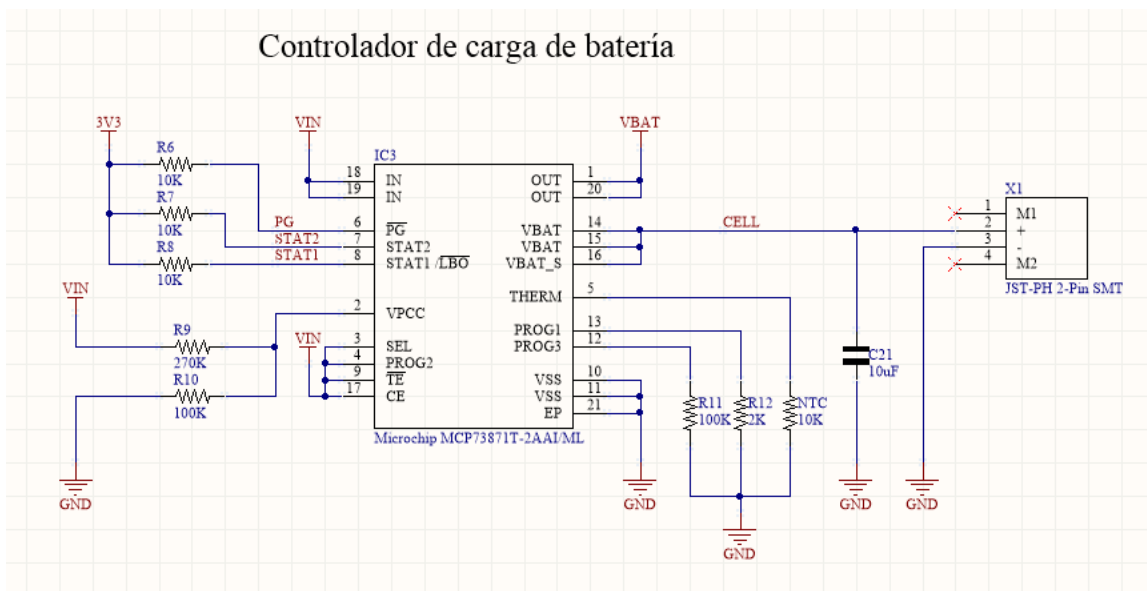 Controlador de carga de batería
3V3
VIN
VBAT
R6
10K
R7
10K
R8
10K
PG
STAT2
STAT1
VIN
R9
270K
R10
100K
GND
VIN
IC3
18 IN
19 IN
6 PG
7 STAT2
8 STAT1 /LBO
2 VPCC
3 SEL
4 PROG2
9 TE
17 CE
OUT 1
OUT 20
VBAT 14
VBAT 15
VBAT_S 16
THERM 5
PROG1 13
PROG3 12
VSS 10
VSS 11
EP 21
Microchip MCP73871T-2AAI/ML
CELL
X1
1 M1
2 +
3 -
4 M2
JST-PH 2-Pin SMT
C21
10uF
R11
100K
R12
2K
NTC
10K
GND
GND
GND
GND